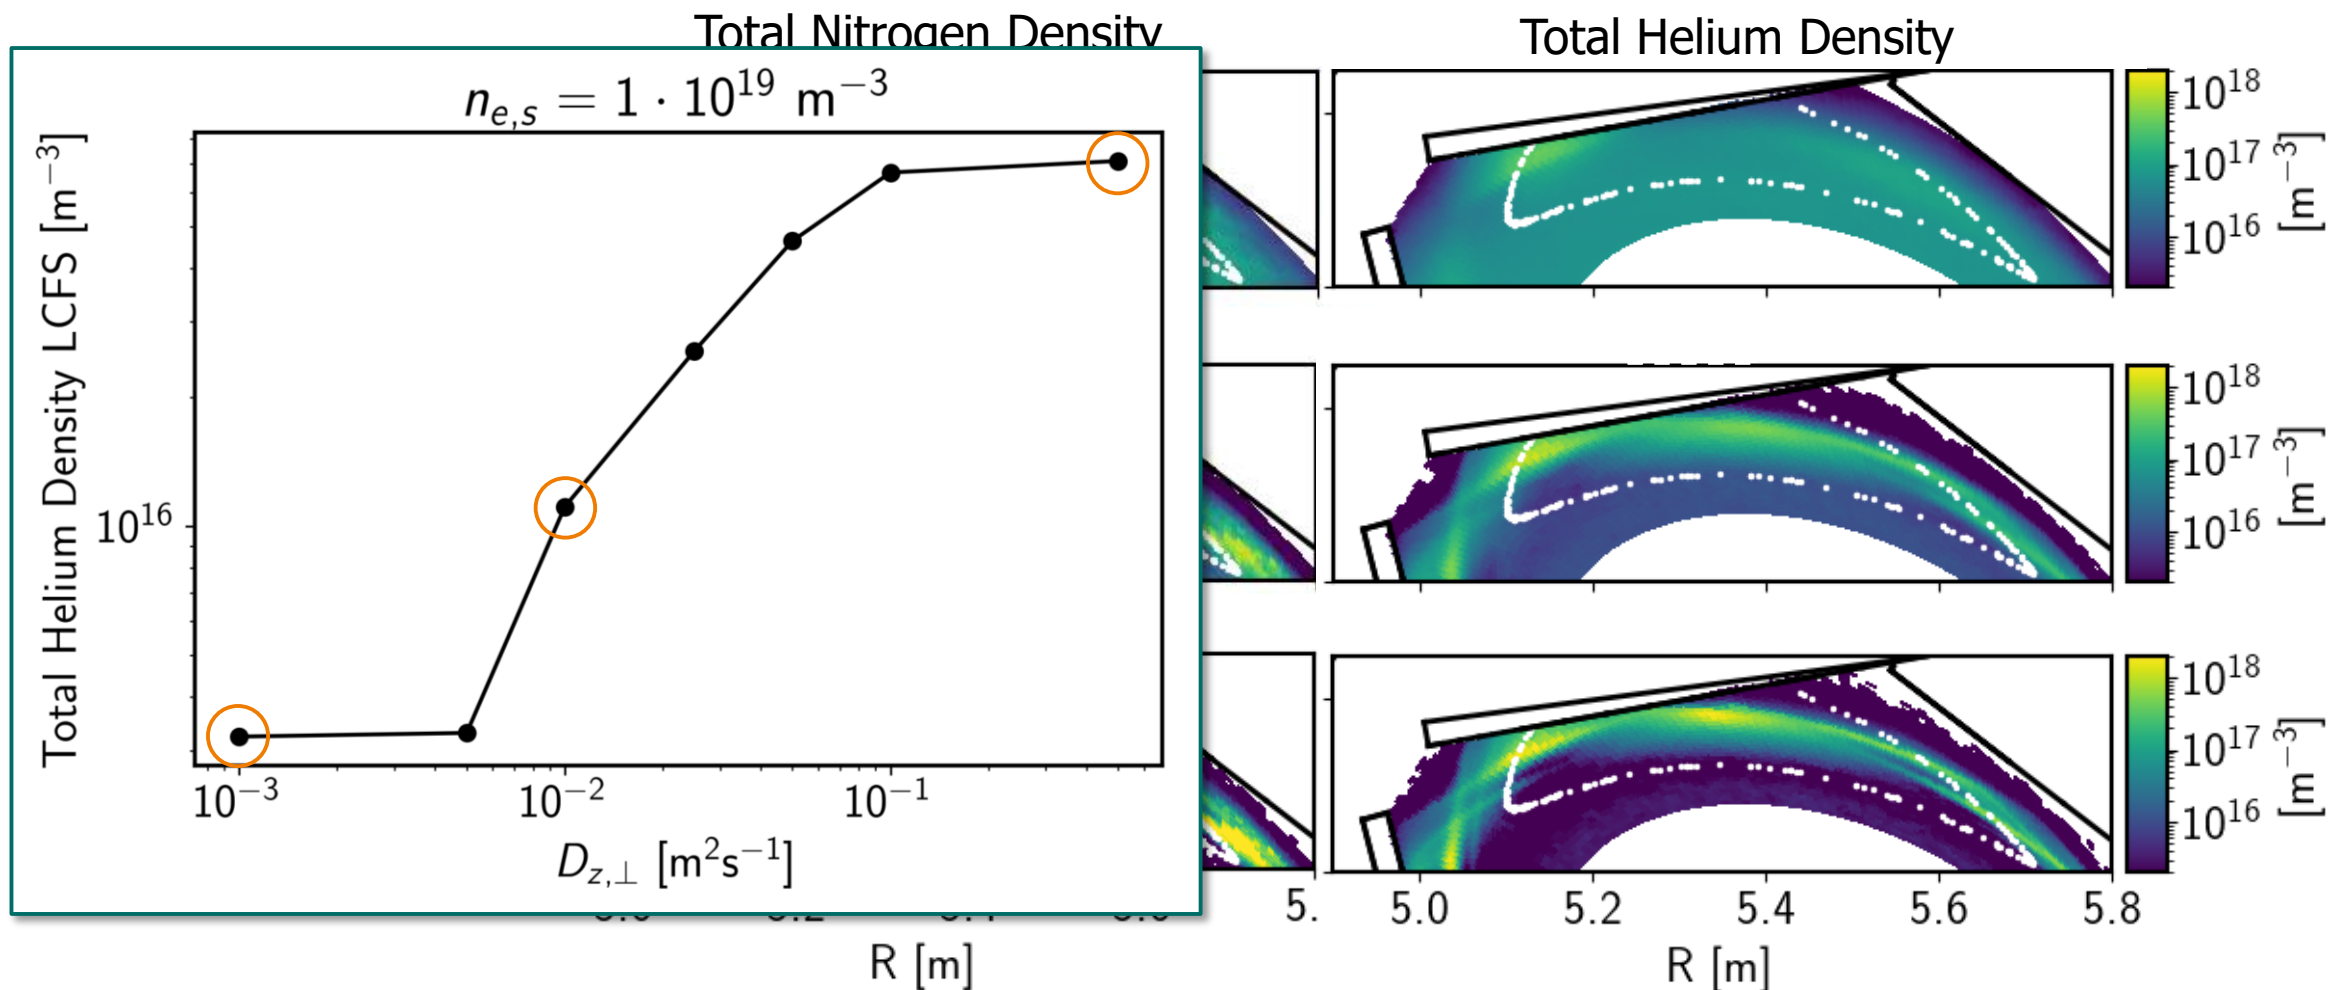 Total Nitrogen Density
Total Helium Density
n_{e,s} = 1 · 10^{19} m^{−3}
Total Helium Density LCFS [m^{−3}]
10^{16}
10^{−3} 10^{−2} 10^{−1}
D_{z,⊥} [m^{2}s^{−1}]
10^{18}
10^{17}
10^{16}
[m^{−3}]
10^{18}
10^{17}
10^{16}
[m^{−3}]
10^{18}
10^{17}
10^{16}
[m^{−3}]
5.
R [m]
5.0 5.2 5.4 5.6 5.8
R [m]